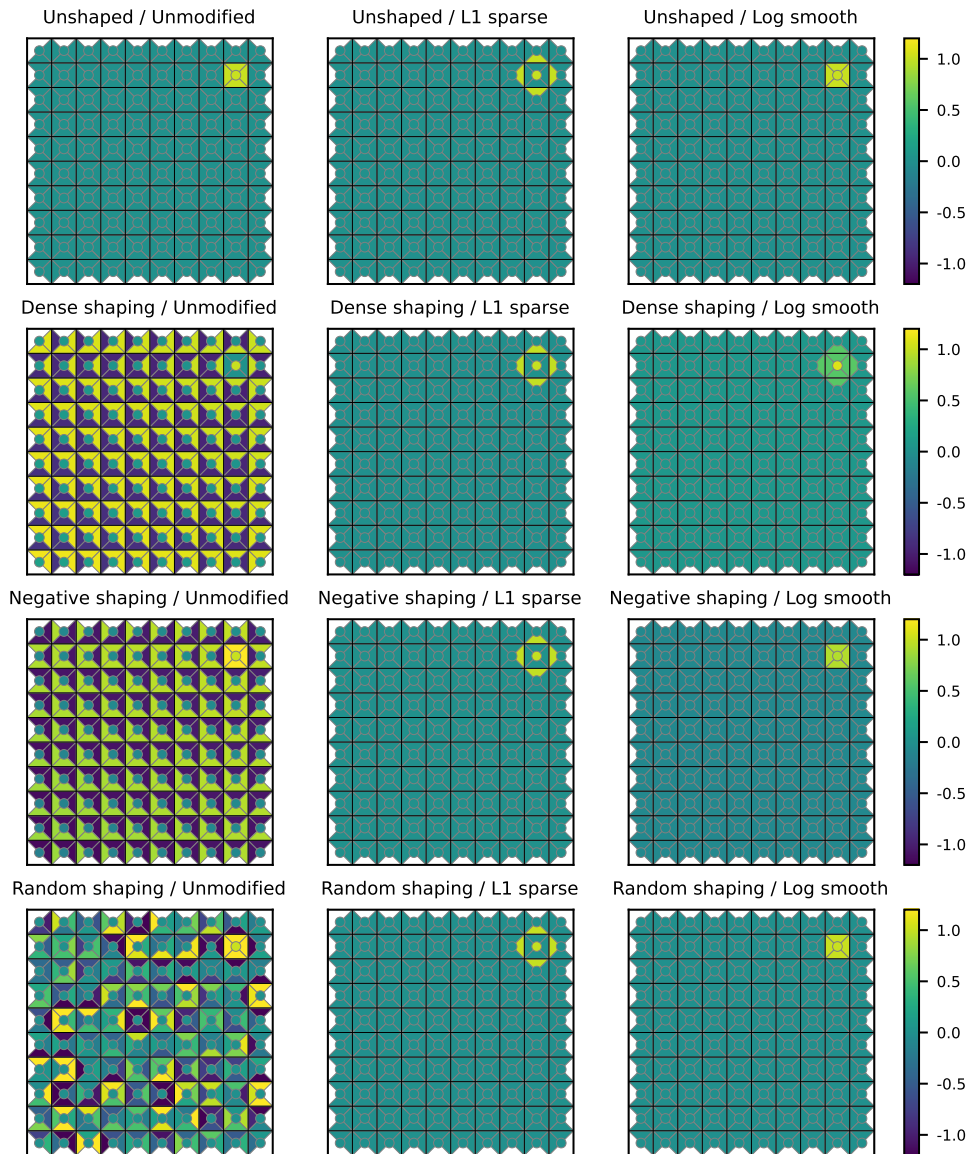 Unshaped / Unmodified
Unshaped / L1 sparse
Unshaped / Log smooth
1.0
0.5
0.0
-0.5
-1.0
Dense shaping / Unmodified
Dense shaping / L1 sparse
Dense shaping / Log smooth
1.0
0.5
0.0
-0.5
-1.0
Negative shaping / Unmodified
Negative shaping / L1 sparse
Negative shaping / Log smooth
1.0
0.5
0.0
-0.5
-1.0
Random shaping / Unmodified
Random shaping / L1 sparse
Random shaping / Log smooth
1.0
0.5
0.0
-0.5
-1.0